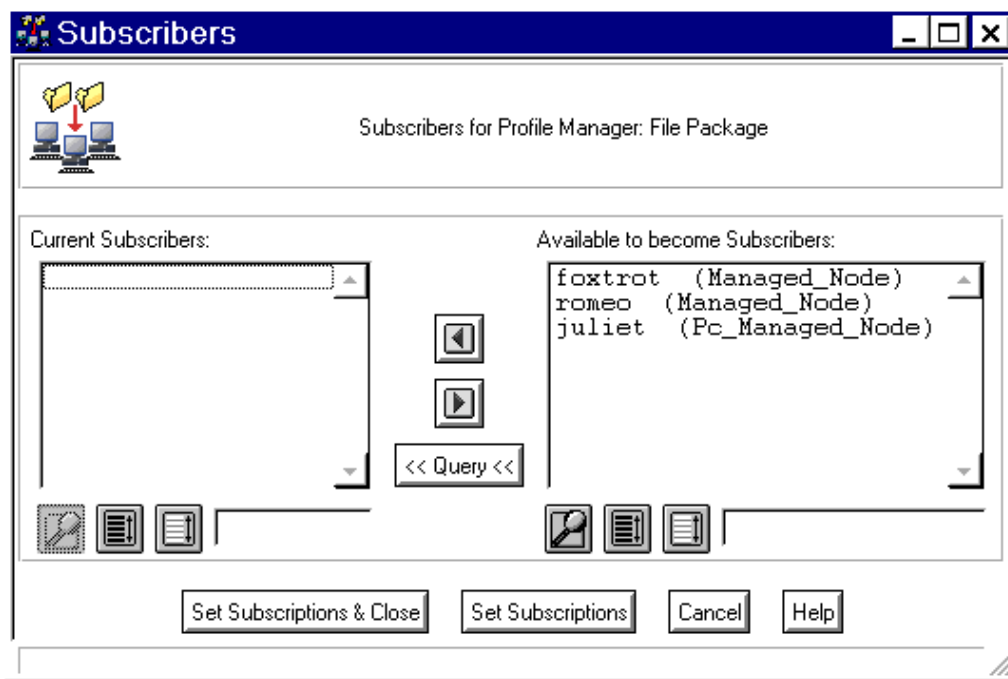 Subscribers
Subscribers for Profile Manager: File Package
Current Subscribers:
Available to become Subscribers:
foxtrot (Managed_Node)
romeo (Managed_Node)
juliet (Pc_Managed_Node)
<< Query <<
Set Subscriptions & Close
Set Subscriptions
Cancel
Help